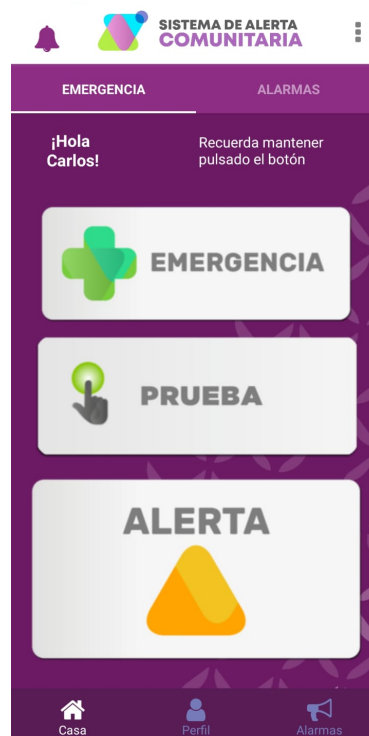 SISTEMA DE ALERTA
COMUNITARIA
EMERGENCIA
ALARMAS
¡Hola
Carlos!
Recuerda mantener
pulsado el botón
EMERGENCIA
PRUEBA
ALERTA
Casa
Perfil
Alarmas